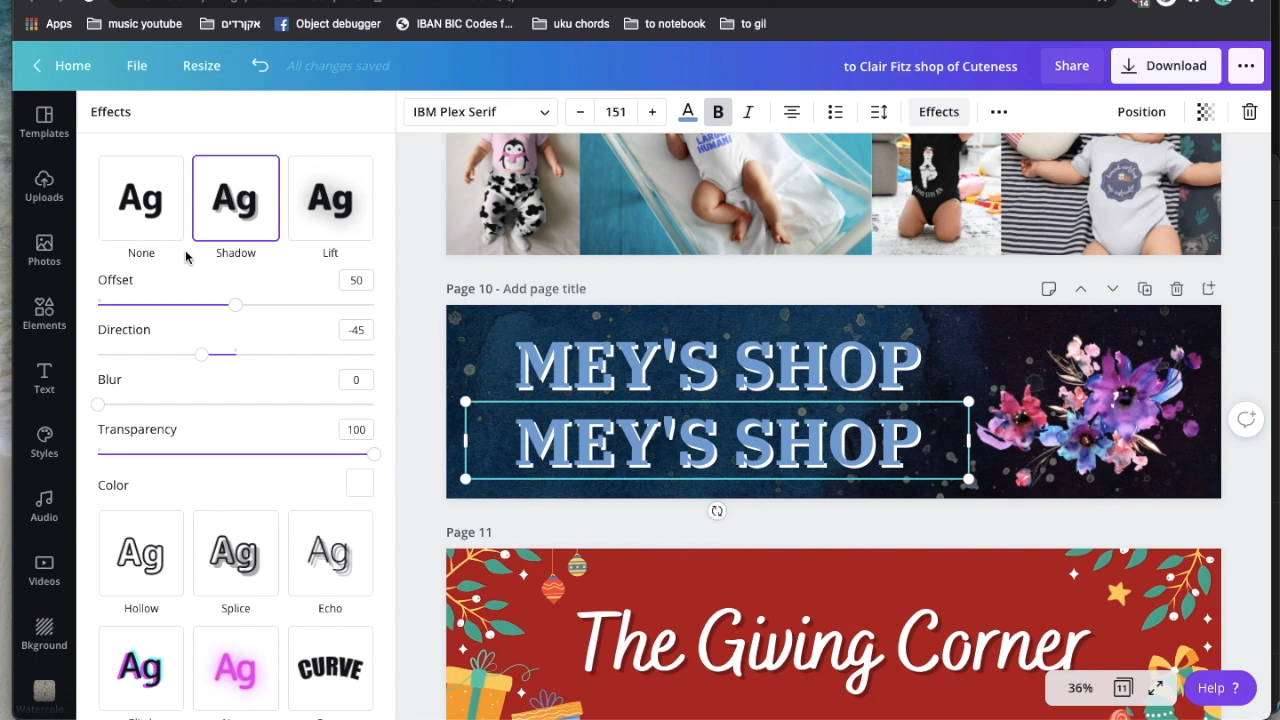 Apps music youtube אקורדים Object debugger IBAN BIC Codes f... uku chords to notebook to gil
Home File Resize All changes saved to Clair Fitz shop of Cuteness Share Download
Effects IBM Plex Serif 151 A B I Effects Position
Templates
Uploads
Photos
Elements
Text
Styles
Audio
Videos
Bkground
Watercolo...
Ag Ag Ag
None Shadow Lift
Offset 50
Direction -45
Blur 0
Transparency 100
Color
Ag Ag Ag
Hollow Splice Echo
Ag Ag CURVE
Page 10 - Add page title
MEY'S SHOP
MEY'S SHOP
Page 11
The Giving Corner
36% 11 Help ?